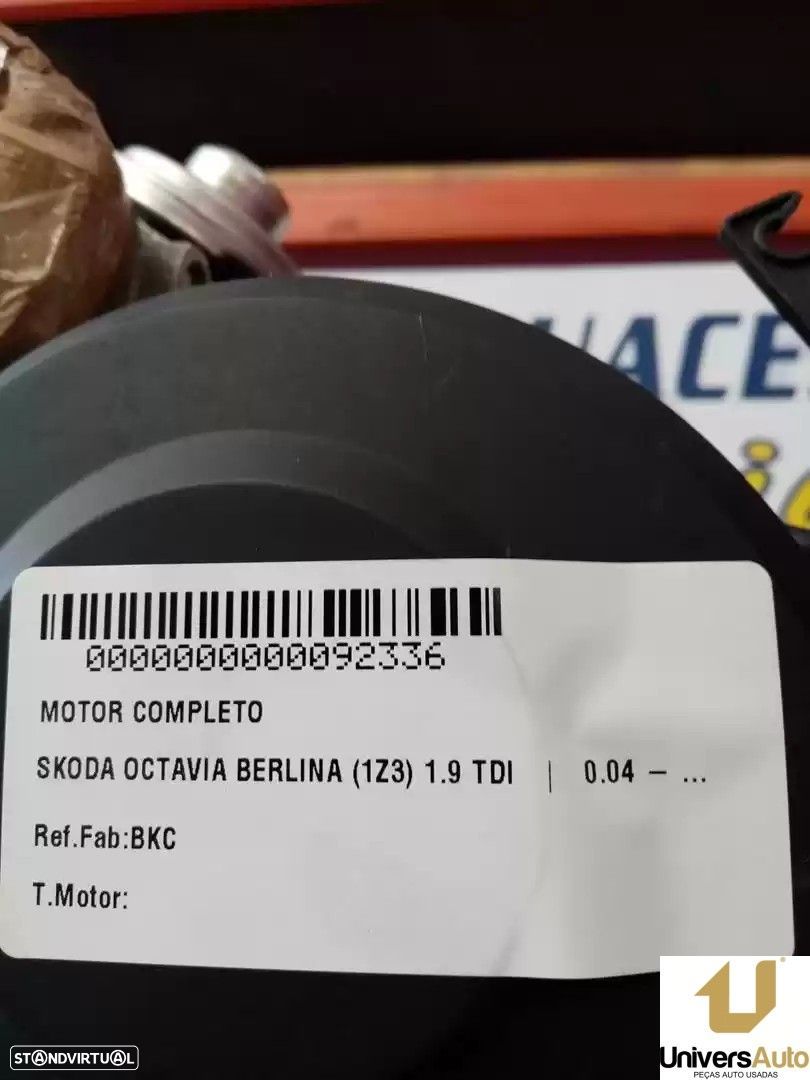 0000000000092336
MOTOR COMPLETO
SKODA OCTAVIA BERLINA (1Z3) 1.9 TDI | 0.04 – ...
Ref.Fab:BKC
T.Motor:
STANDVIRTUAL
UniversAuto
PEÇAS AUTO USADAS